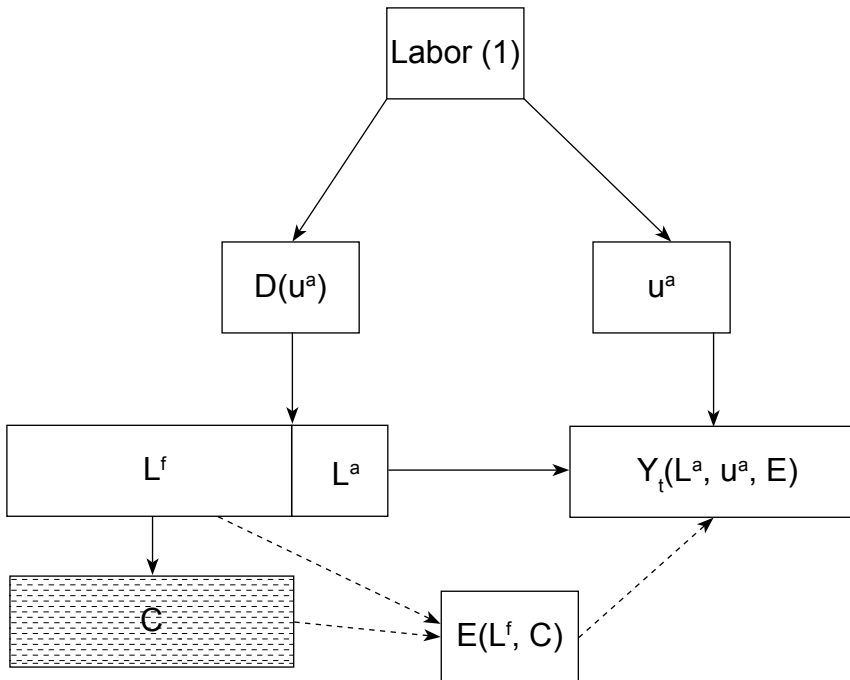 Labor (1)
D(uᵃ)
uᵃ
Lᶠ
Lᵃ
Yₜ(Lᵃ, uᵃ, E)
C
E(Lᶠ, C)